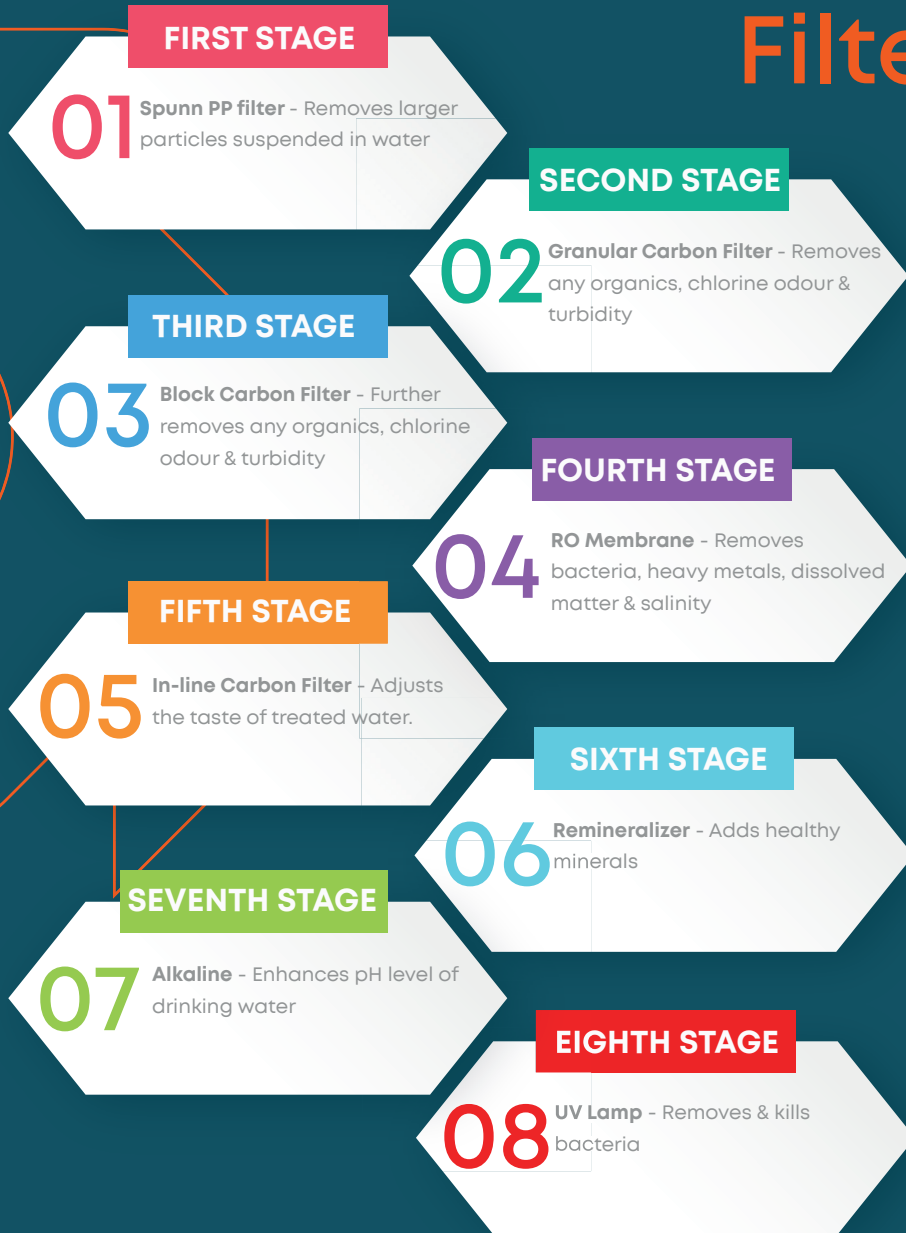 FIRST STAGE
01
Spunn PP filter - Removes larger
particles suspended in water
SECOND STAGE
02
Granular Carbon Filter - Removes
any organics, chlorine odour &
turbidity
THIRD STAGE
03
Block Carbon Filter - Further
removes any organics, chlorine
odour & turbidity
FOURTH STAGE
04
RO Membrane - Removes
bacteria, heavy metals, dissolved
matter & salinity
FIFTH STAGE
05
In-line Carbon Filter - Adjusts
the taste of treated water.
SIXTH STAGE
06
Remineralizer - Adds healthy
minerals
SEVENTH STAGE
07
Alkaline - Enhances pH level of
drinking water
EIGHTH STAGE
08
UV Lamp - Removes & kills
bacteria